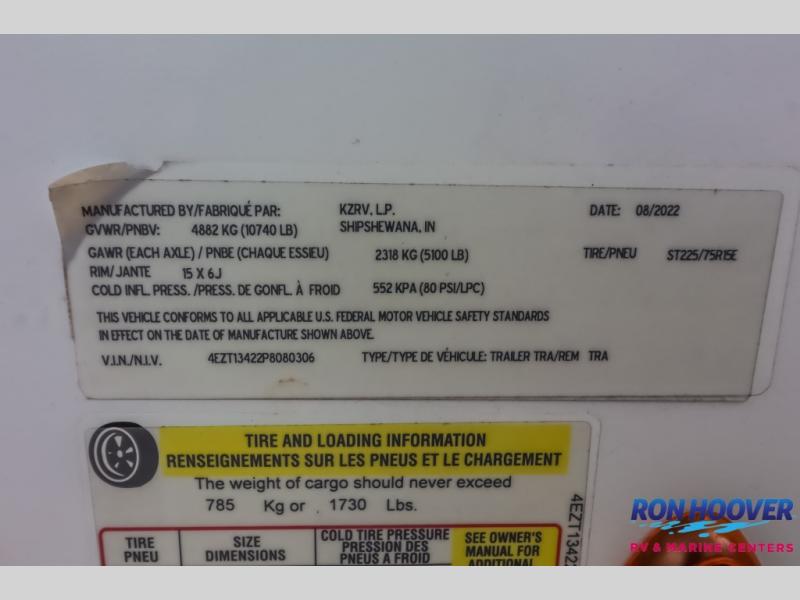 MANUFACTURED BY/FABRIQUÉ PAR: KZRV, L.P. DATE: 08/2022
GVWR/PNBV: 4882 KG (10740 LB) SHIPSHEWANA, IN
GAWR (EACH AXLE) / PNBE (CHAQUE ESSIEU) 2318 KG (5100 LB) TIRE/PNEU ST225/75R15E
RIM/JANTE 15 X 6J
COLD INFL. PRESS. /PRESS. DE GONFL. À FROID 552 KPA (80 PSI/LPC)
THIS VEHICLE CONFORMS TO ALL APPLICABLE U.S. FEDERAL MOTOR VEHICLE SAFETY STANDARDS
IN EFFECT ON THE DATE OF MANUFACTURE SHOWN ABOVE.
V.I.N./N.I.V. 4EZT13422P8080306 TYPE/TYPE DE VÉHICULE: TRAILER TRA/REM TRA
TIRE AND LOADING INFORMATION
RENSEIGNEMENTS SUR LES PNEUS ET LE CHARGEMENT
The weight of cargo should never exceed
785 Kg or 1730 Lbs.
TIRE
PNEU
SIZE
DIMENSIONS
COLD TIRE PRESSURE
PRESSION DES
PNEUS A FROID
SEE OWNER'S
MANUAL FOR
ADDITIONAL
4EZT13422
RON HOOVER
RV & MARINE CENTERS